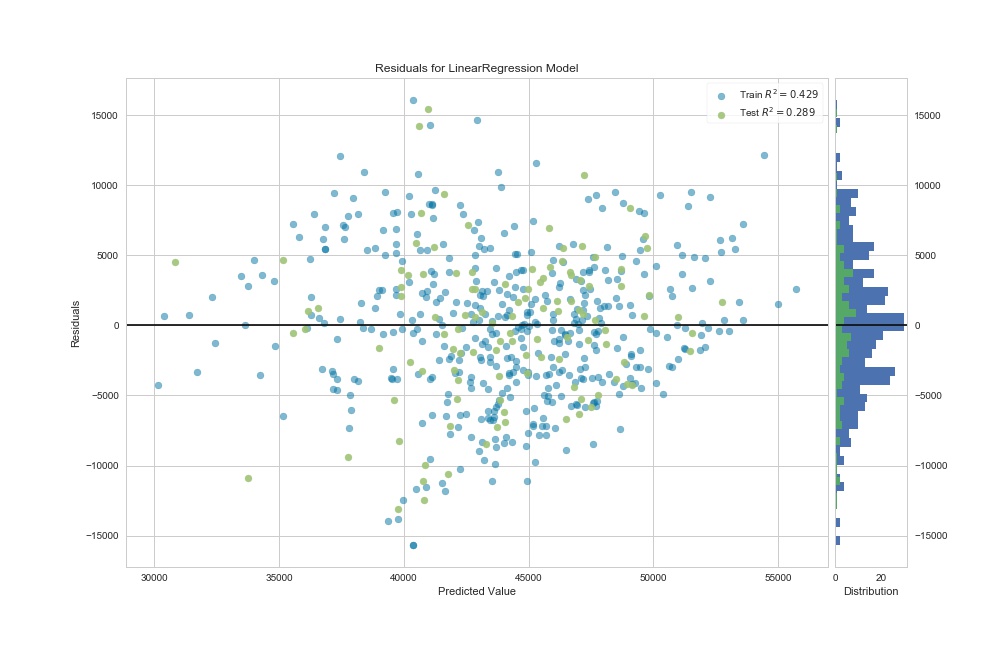 Residuals for LinearRegression Model
Train R² = 0.429
Test R² = 0.289
Residuals
15000
10000
5000
0
−5000
−10000
−15000
30000 35000 40000 45000 50000 55000
Predicted Value
15000
10000
5000
0
−5000
−10000
−15000
0 20
Distribution